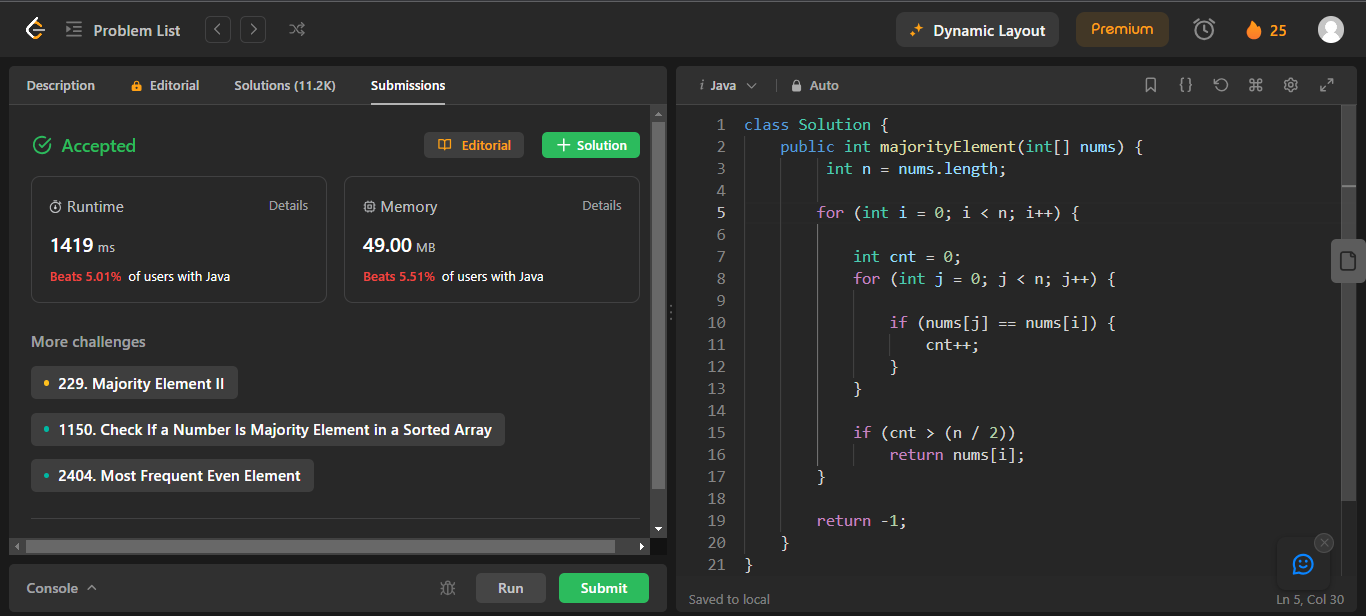 Problem List
Dynamic Layout
Premium
25
Description
Editorial
Solutions (11.2K)
Submissions
Accepted
Editorial
Solution
Runtime
Details
1419 ms
Beats 5.01% of users with Java
Memory
Details
49.00 MB
Beats 5.51% of users with Java
More challenges
229. Majority Element II
1150. Check If a Number Is Majority Element in a Sorted Array
2404. Most Frequent Even Element
Console
Run
Submit
i Java
Auto
1 class Solution {
2 public int majorityElement(int[] nums) {
3 int n = nums.length;
4
5 for (int i = 0; i < n; i++) {
6
7 int cnt = 0;
8 for (int j = 0; j < n; j++) {
9
10 if (nums[j] == nums[i]) {
11 cnt++;
12 }
13 }
14
15 if (cnt > (n / 2))
16 return nums[i];
17 }
18
19 return -1;
20 }
21 }
Saved to local
Ln 5, Col 30